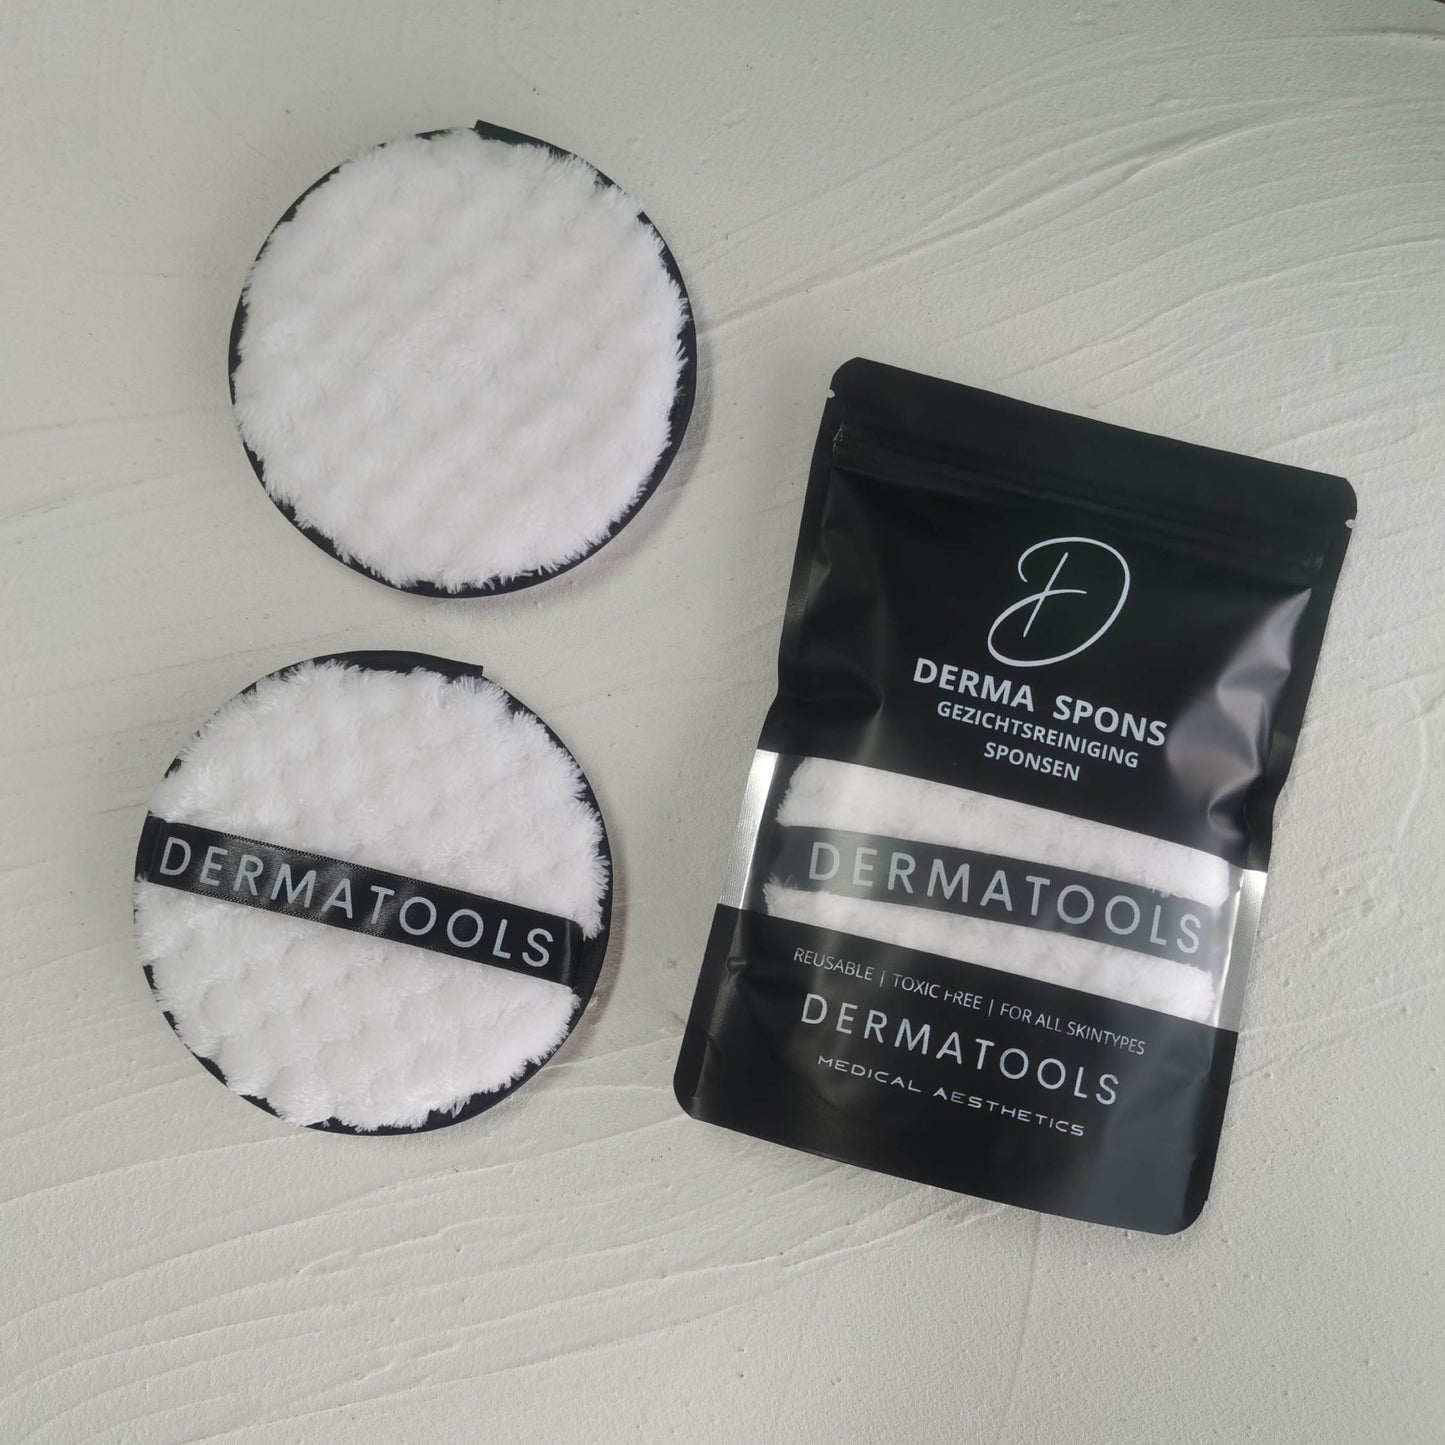 DERMATOOLS
D
DERMA SPONS
GEZICHTSREINIGING
SPONSEN
DERMATOOLS
REUSABLE | TOXIC FREE | FOR ALL SKINTYPES
DERMATOOLS
MEDICAL AESTHETICS